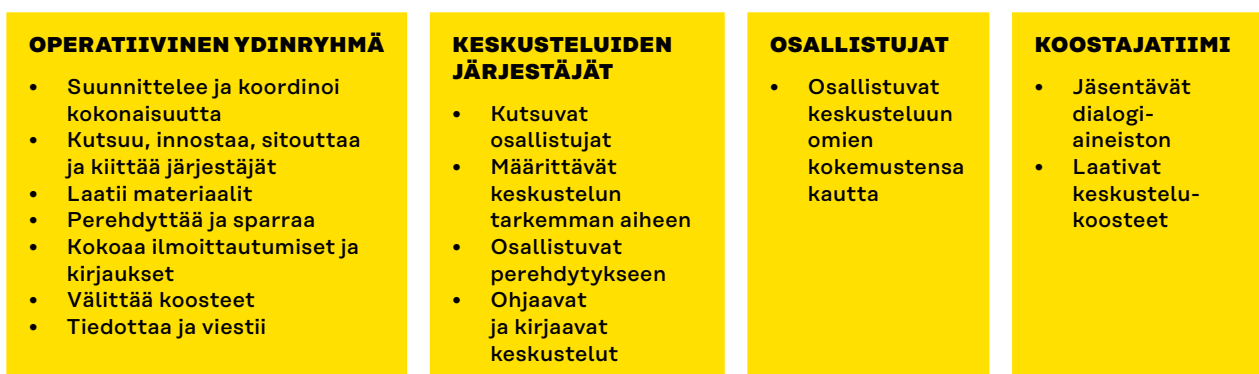 OPERATIIVINEN YDINRYHMÄ
• Suunnittelee ja koordinoi
kokonaisuutta
• Kutsuu, innostaa, sitouttaa
ja kiittää järjestäjät
• Laatii materiaalit
• Perehdyttää ja sparraa
• Kokoaa ilmoittautumiset ja
kirjaukset
• Välittää koosteet
• Tiedottaa ja viestii
KESKUSTELUIDEN
JÄRJESTÄJÄT
• Kutsuvat
osallistujat
• Määrittävät
keskustelun
tarkemman aiheen
• Osallistuvat
perehdytykseen
• Ohjaavat
ja kirjaavat
keskustelut
OSALLISTUJAT
• Osallistuvat
keskusteluun
omien
kokemustensa
kautta
KOOSTAJATIIMI
• Jäsentävät
dialogi-
aineiston
• Laativat
keskustelu-
koosteet